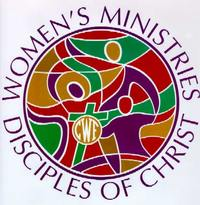 WOMEN'S MINISTRIES
CWF
DISCIPLES OF CHRIST